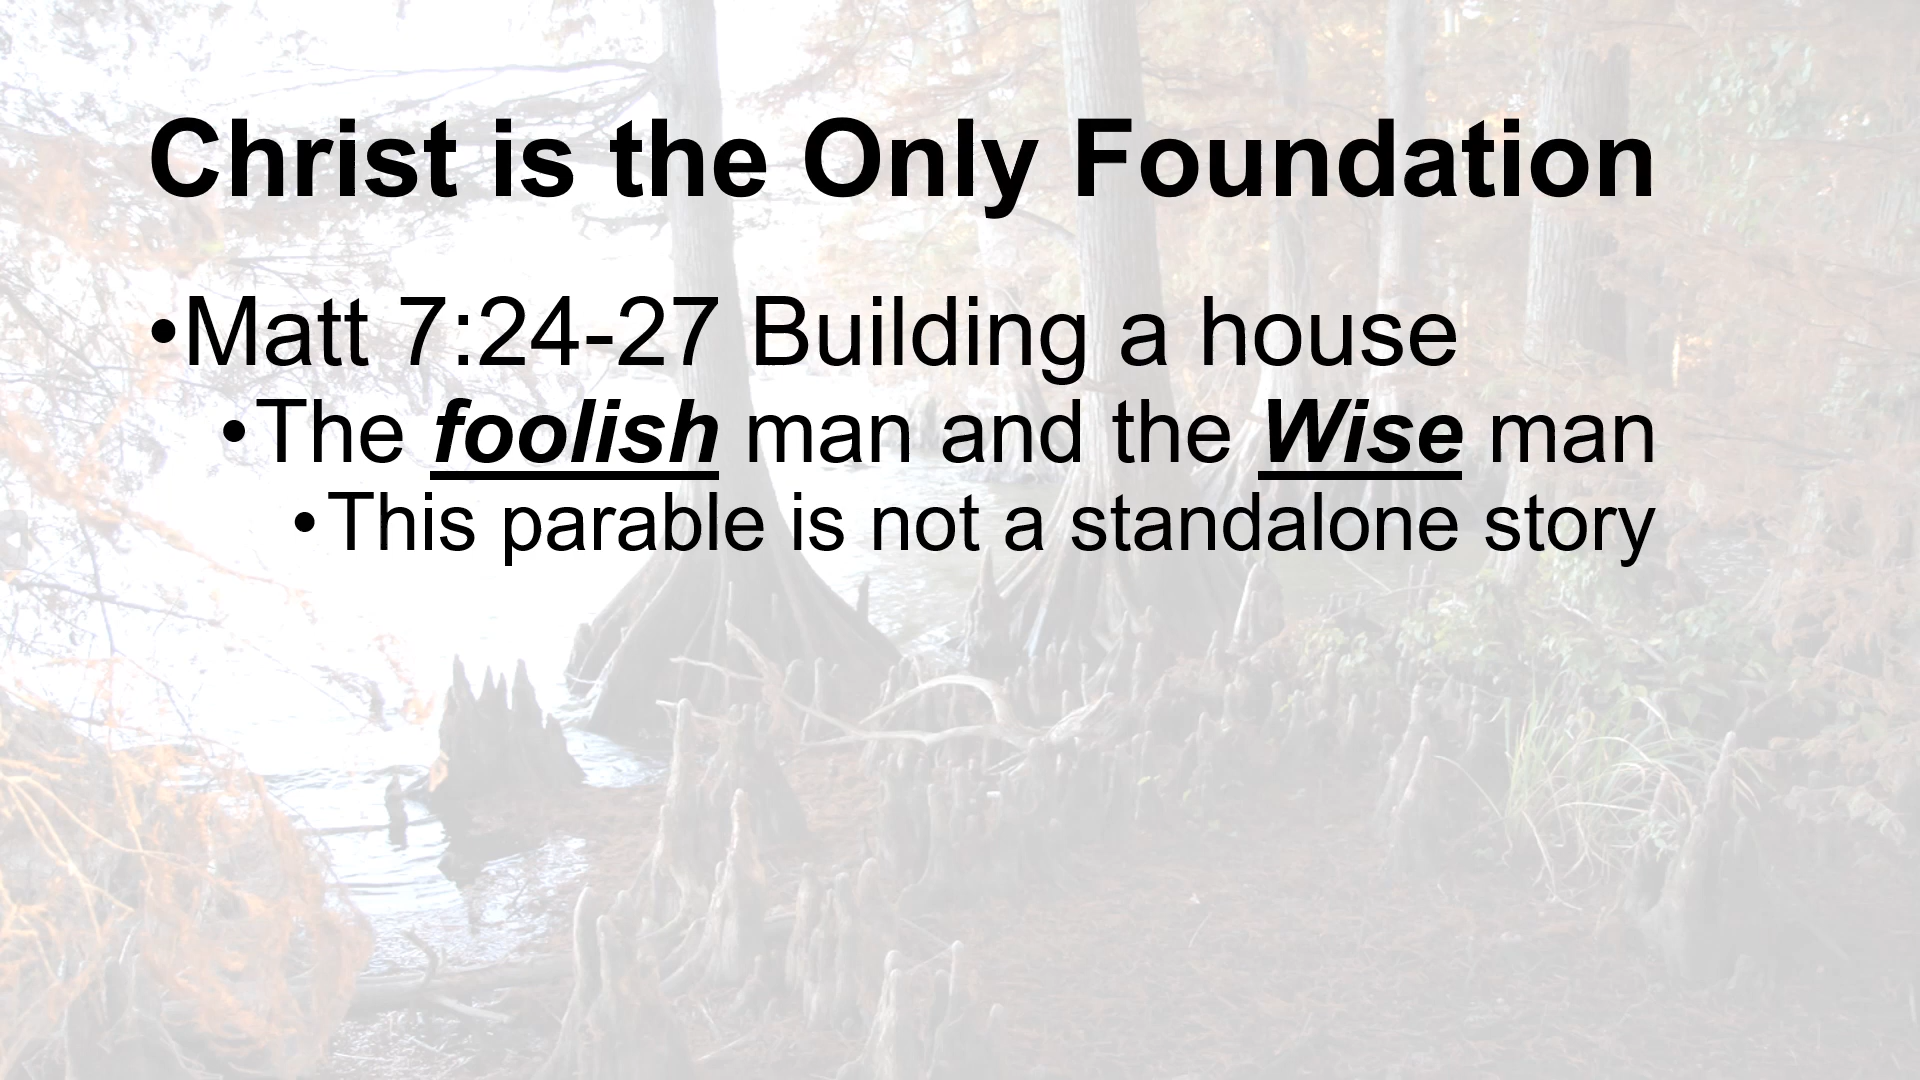 Christ is the Only Foundation
•Matt 7:24-27 Building a house
•The foolish man and the Wise man
•This parable is not a standalone story